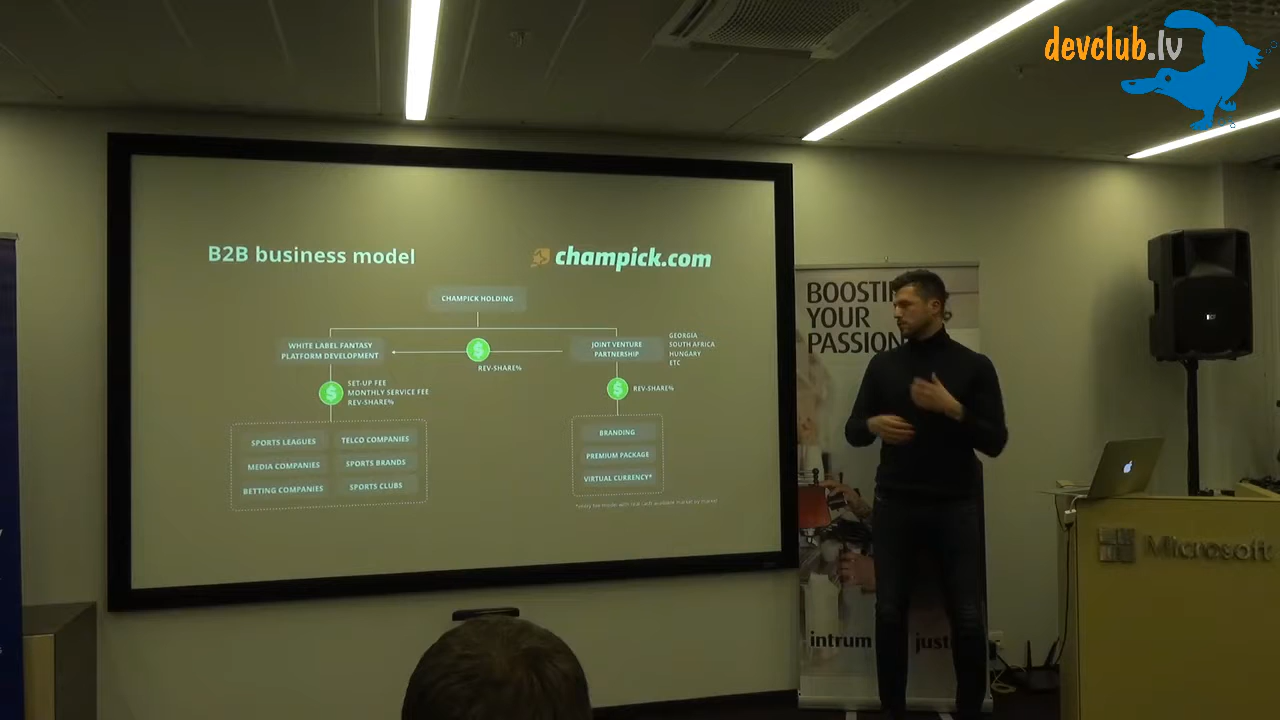 devclub.lv
B2B business model
champick.com
CHAMPICK HOLDING
WHITE LABEL FANTASY
PLATFORM DEVELOPMENT
REV-SHARE%
JOINT VENTURE
PARTNERSHIP
GEORGIA
SOUTH AFRICA
HUNGARY
ETC
SET-UP FEE
MONTHLY SERVICE FEE
REV-SHARE%
REV-SHARE%
SPORTS LEAGUES
TELCO COMPANIES
MEDIA COMPANIES
SPORTS BRANDS
BETTING COMPANIES
SPORTS CLUBS
BRANDING
PREMIUM PACKAGE
VIRTUAL CURRENCY*
BOOSTI
YOUR
PASSION
intrum
just
Microsoft